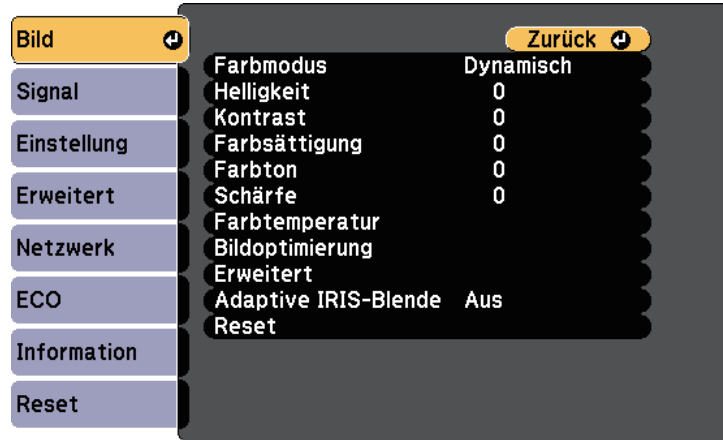 Bild
Signal
Einstellung
Erweitert
Netzwerk
ECO
Information
Reset
Zurück
Farbmodus Dynamisch
Helligkeit 0
Kontrast 0
Farbsättigung 0
Farbton 0
Schärfe 0
Farbtemperatur
Bildoptimierung
Erweitert
Adaptive IRIS-Blende Aus
Reset